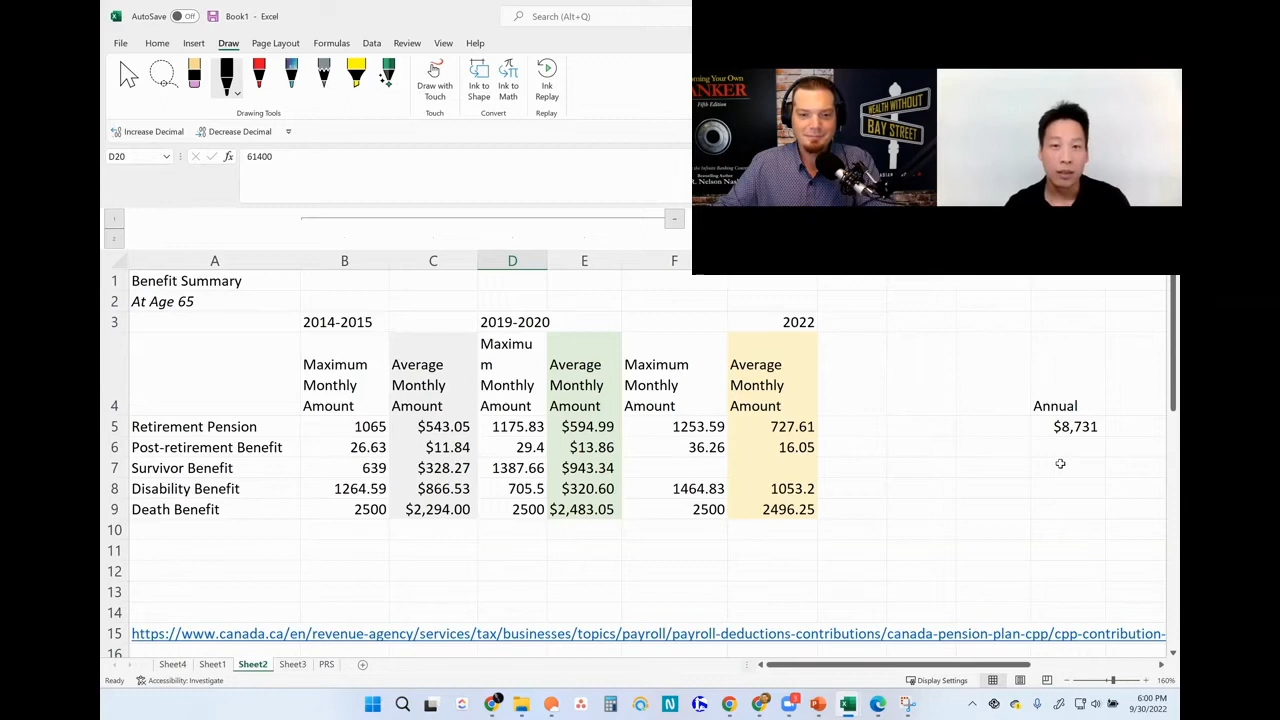 AutoSave Off Book1 - Excel Search (Alt+Q)
File Home Insert Draw Page Layout Formulas Data Review View Help
Draw with Touch
Ink to Shape
Ink to Math
Ink Replay
Drawing Tools Touch Convert Replay
Increase Decimal Decrease Decimal
D20 fx 61400
A B C D E F
1 Benefit Summary
2 At Age 65
3 2014-2015 2019-2020 2022
4 Maximum Monthly Amount Average Monthly Amount Maximum Monthly Amount Average Monthly Amount Maximum Monthly Amount Average Monthly Amount Annual
5 Retirement Pension 1065 $543.05 1175.83 $594.99 1253.59 727.61 $8,731
6 Post-retirement Benefit 26.63 $11.84 29.4 $13.86 36.26 16.05
7 Survivor Benefit 639 $328.27 1387.66 $943.34
8 Disability Benefit 1264.59 $866.53 705.5 $320.60 1464.83 1053.2
9 Death Benefit 2500 $2,294.00 2500 $2,483.05 2500 2496.25
10
11
12
13
14
15 https://www.canada.ca/en/revenue-agency/services/tax/businesses/topics/payroll/payroll-deductions-contributions/canada-pension-plan-cpp/cpp-contribution-
16
Sheet4 Sheet1 Sheet2 Sheet3 PRS
Ready Accessibility: Investigate Display Settings 160%
6:00 PM
9/30/2022
ANKER
Fifth Edition
WEALTH WITHOUT
BAY STREET